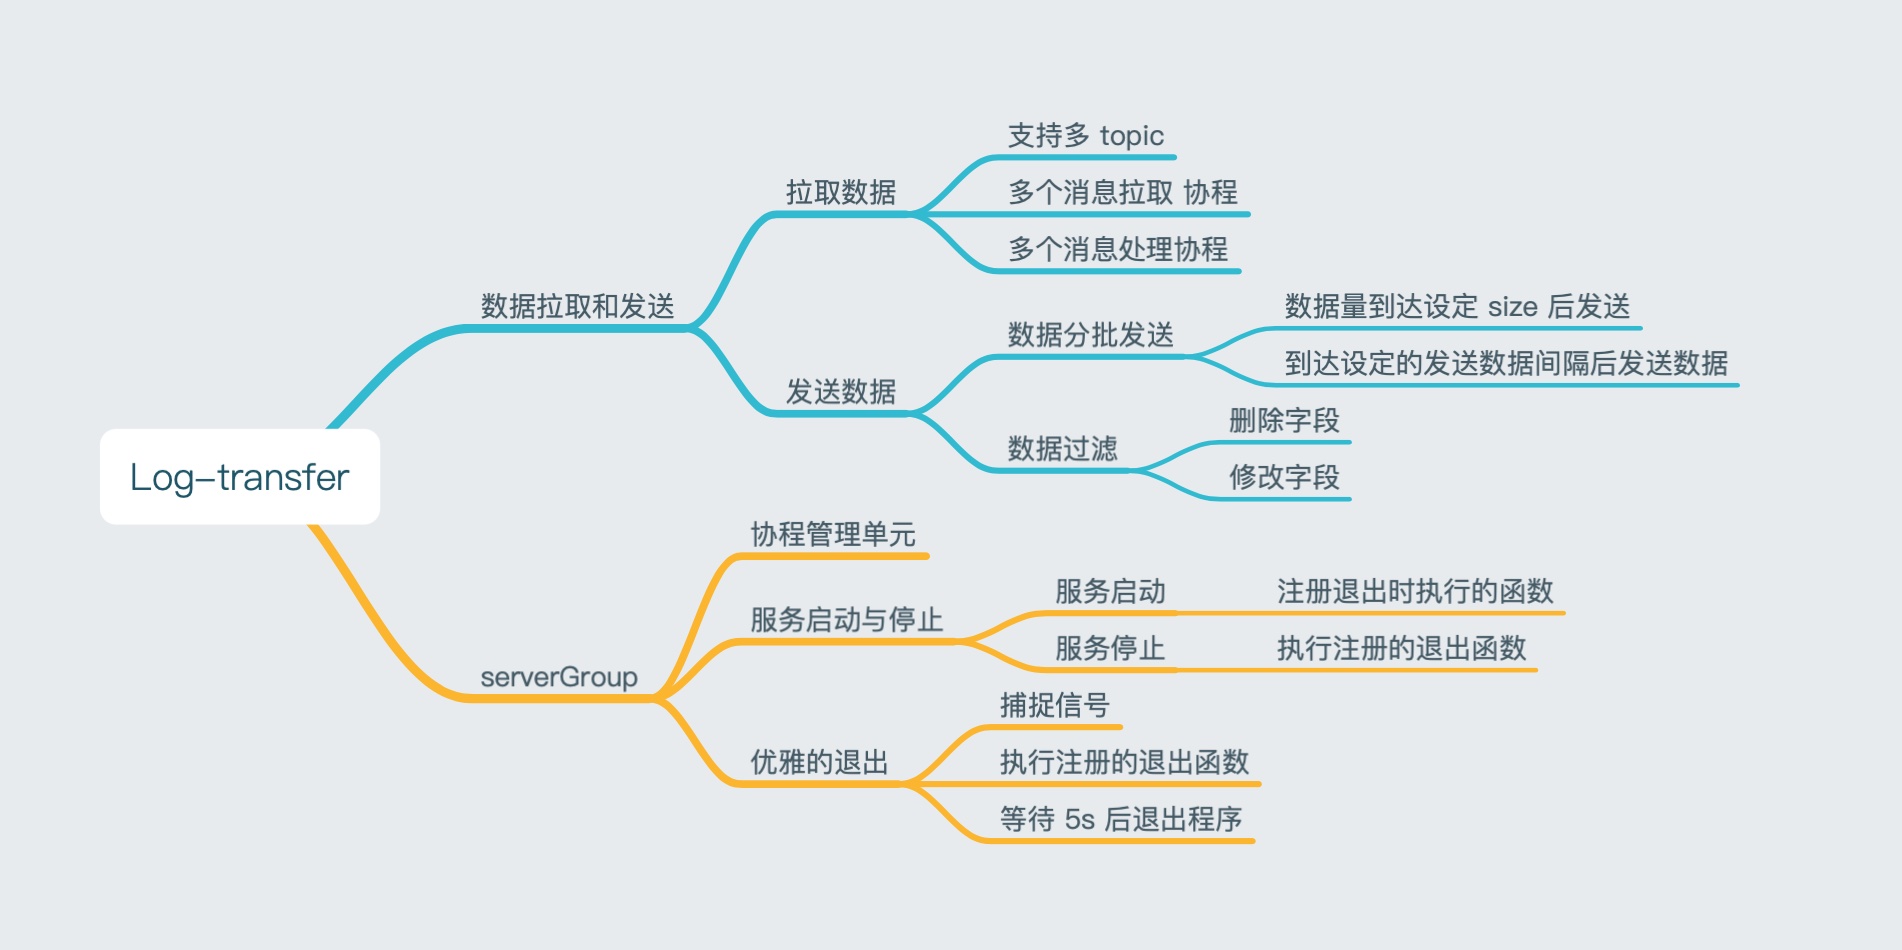 Log-transfer
数据拉取和发送
拉取数据
支持多 topic
多个消息拉取 协程
多个消息处理协程
发送数据
数据分批发送
数据量到达设定 size 后发送
到达设定的发送数据间隔后发送数据
数据过滤
删除字段
修改字段
serverGroup
协程管理单元
服务启动与停止
服务启动
注册退出时执行的函数
服务停止
执行注册的退出函数
优雅的退出
捕捉信号
执行注册的退出函数
等待 5s 后退出程序